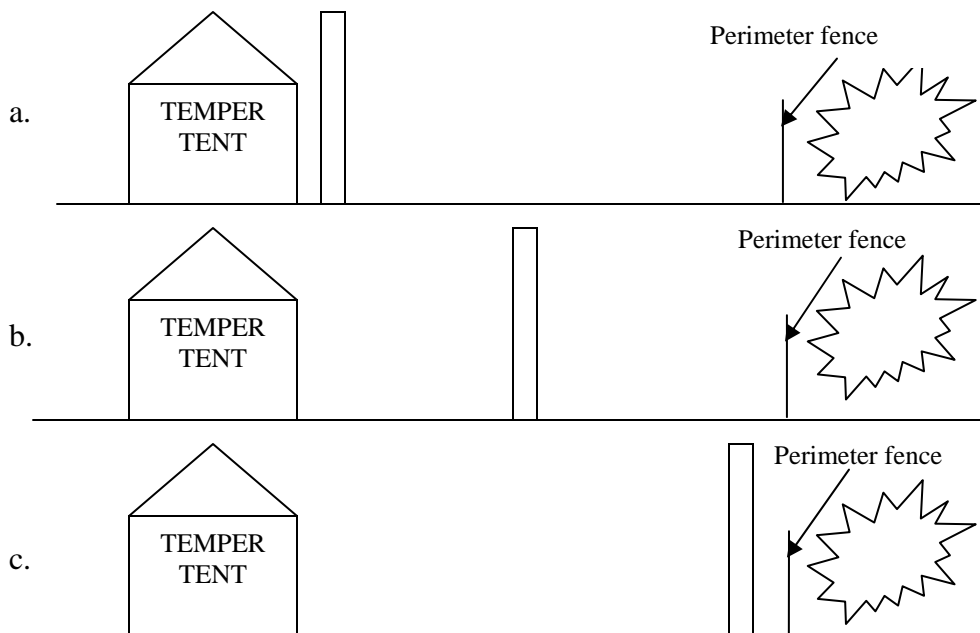 Perimeter fence
a.
TEMPER
TENT
Perimeter fence
b.
TEMPER
TENT
Perimeter fence
c.
TEMPER
TENT